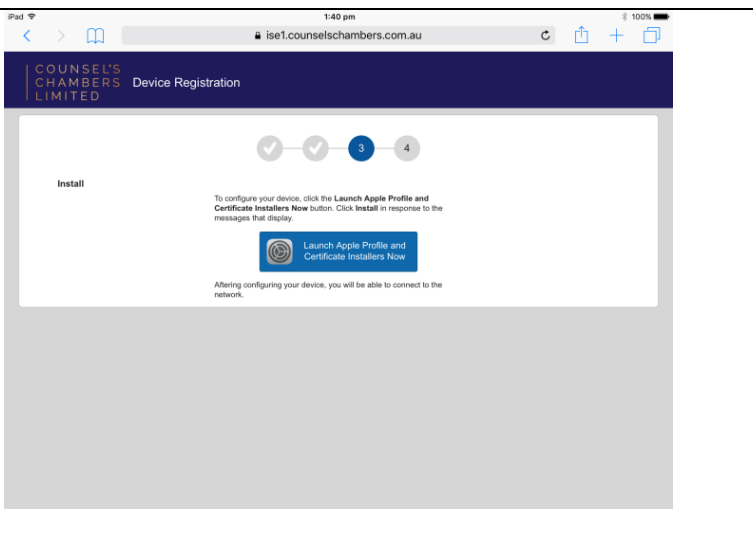 iPad 1:40 pm 100%
ise1.counselschambers.com.au
COUNSEL'S
CHAMBERS
LIMITED
Device Registration
3 4
Install
To configure your device, click the Launch Apple Profile and
Certificate Installers Now button. Click Install in response to the
messages that display.
Launch Apple Profile and
Certificate Installers Now
Aftering configuring your device, you will be able to connect to the
network.